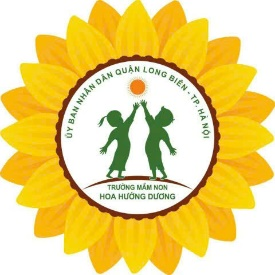 ỦY BAN NHÂN DÂN QUẬN LONG BIÊN - TP. HÀ NỘI
TRƯỜNG MẦM NON
HOA HƯỚNG DƯƠNG